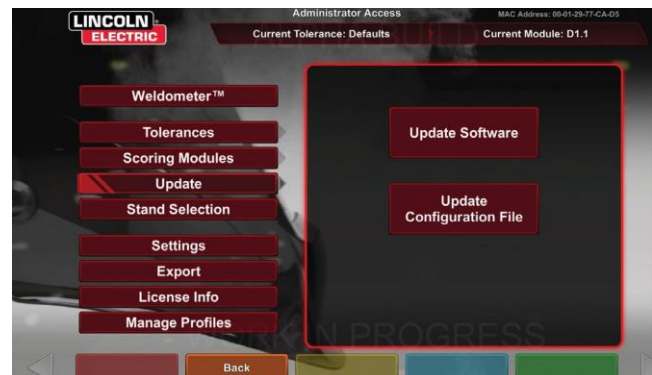 LINCOLN
ELECTRIC
Administrator Access
MAC Address: 00-01-29-77-CA-D5
Current Tolerance: Defaults
Current Module: D1.1
Weldometer™
Tolerances
Scoring Modules
Update
Stand Selection
Settings
Export
License Info
Manage Profiles
Update Software
Update
Configuration File
WORK IN PROGRESS
Back